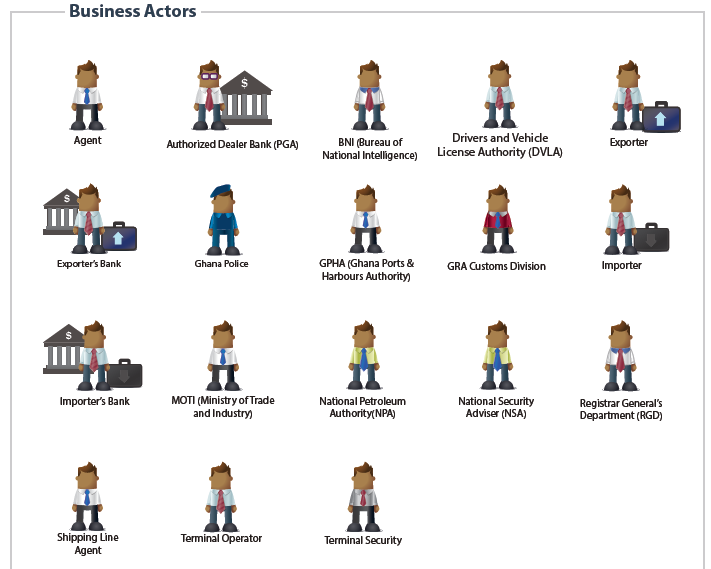 Business Actors
$
Agent
Authorized Dealer Bank (PGA)
BNI (Bureau of
National Intelligence)
Drivers and Vehicle
License Authority (DVLA)
Exporter
$
Exporter's Bank
Ghana Police
GPHA (Ghana Ports &
Harbours Authority)
GRA Customs Division
Importer
$
Importer's Bank
MOTI (Ministry of Trade
and Industry)
National Petroleum
Authority(NPA)
National Security
Adviser (NSA)
Registrar General's
Department (RGD)
Shipping Line
Agent
Terminal Operator
Terminal Security